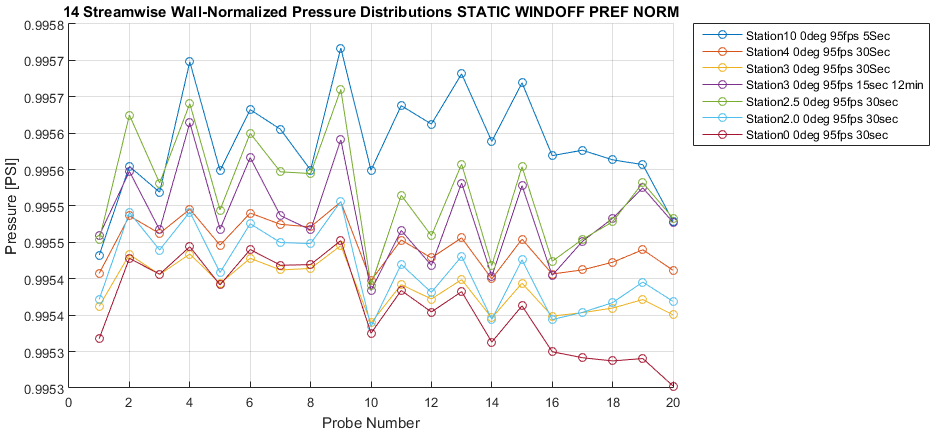 14 Streamwise Wall-Normalized Pressure Distributions STATIC WINDOFF PREF NORM
0.9958
0.9957
0.9957
0.9956
0.9956
0.9955
0.9955
0.9954
0.9954
0.9953
0.9953
Pressure [PSI]
0 2 4 6 8 10 12 14 16 18 20
Probe Number
Station10 0deg 95fps 5Sec
Station4 0deg 95fps 30Sec
Station3 0deg 95fps 30Sec
Station3 0deg 95fps 15sec 12min
Station2.5 0deg 95fps 30sec
Station2.0 0deg 95fps 30sec
Station0 0deg 95fps 30sec